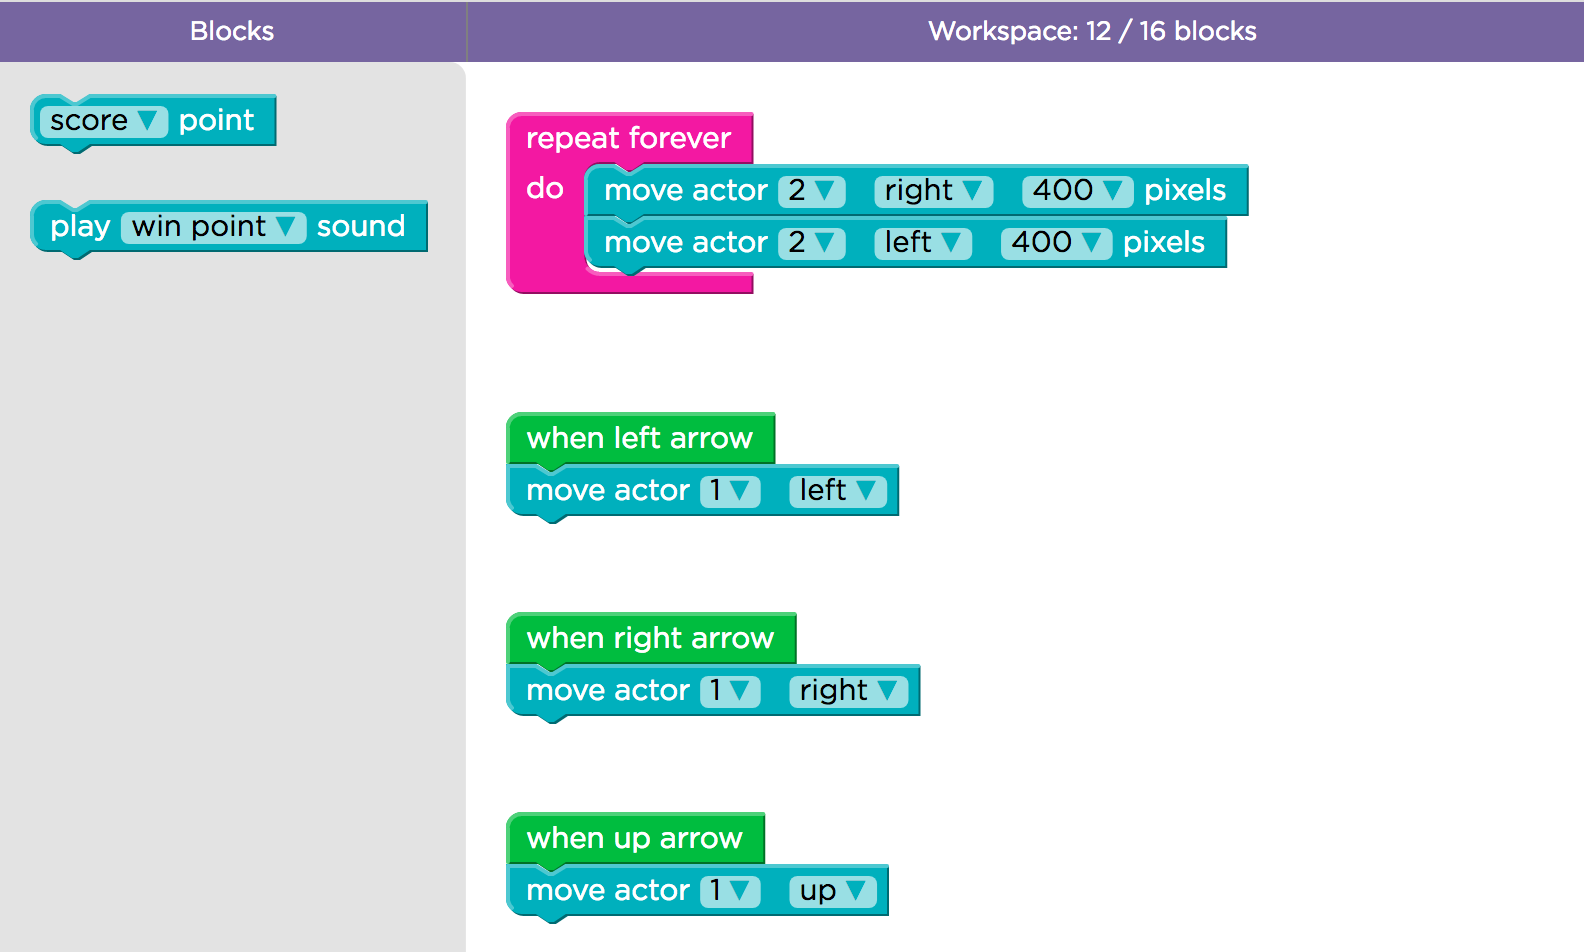 Blocks
Workspace: 12 / 16 blocks
score point
play win point sound
repeat forever
do move actor 2 right 400 pixels
move actor 2 left 400 pixels
when left arrow
move actor 1 left
when right arrow
move actor 1 right
when up arrow
move actor 1 up